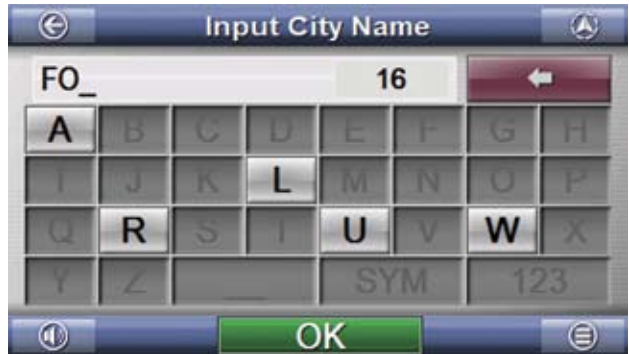 Input City Name
FO_ 16
A B C D E F G H
I J K L M N O P
Q R S T U V W X
Y Z _ SYM 123
OK